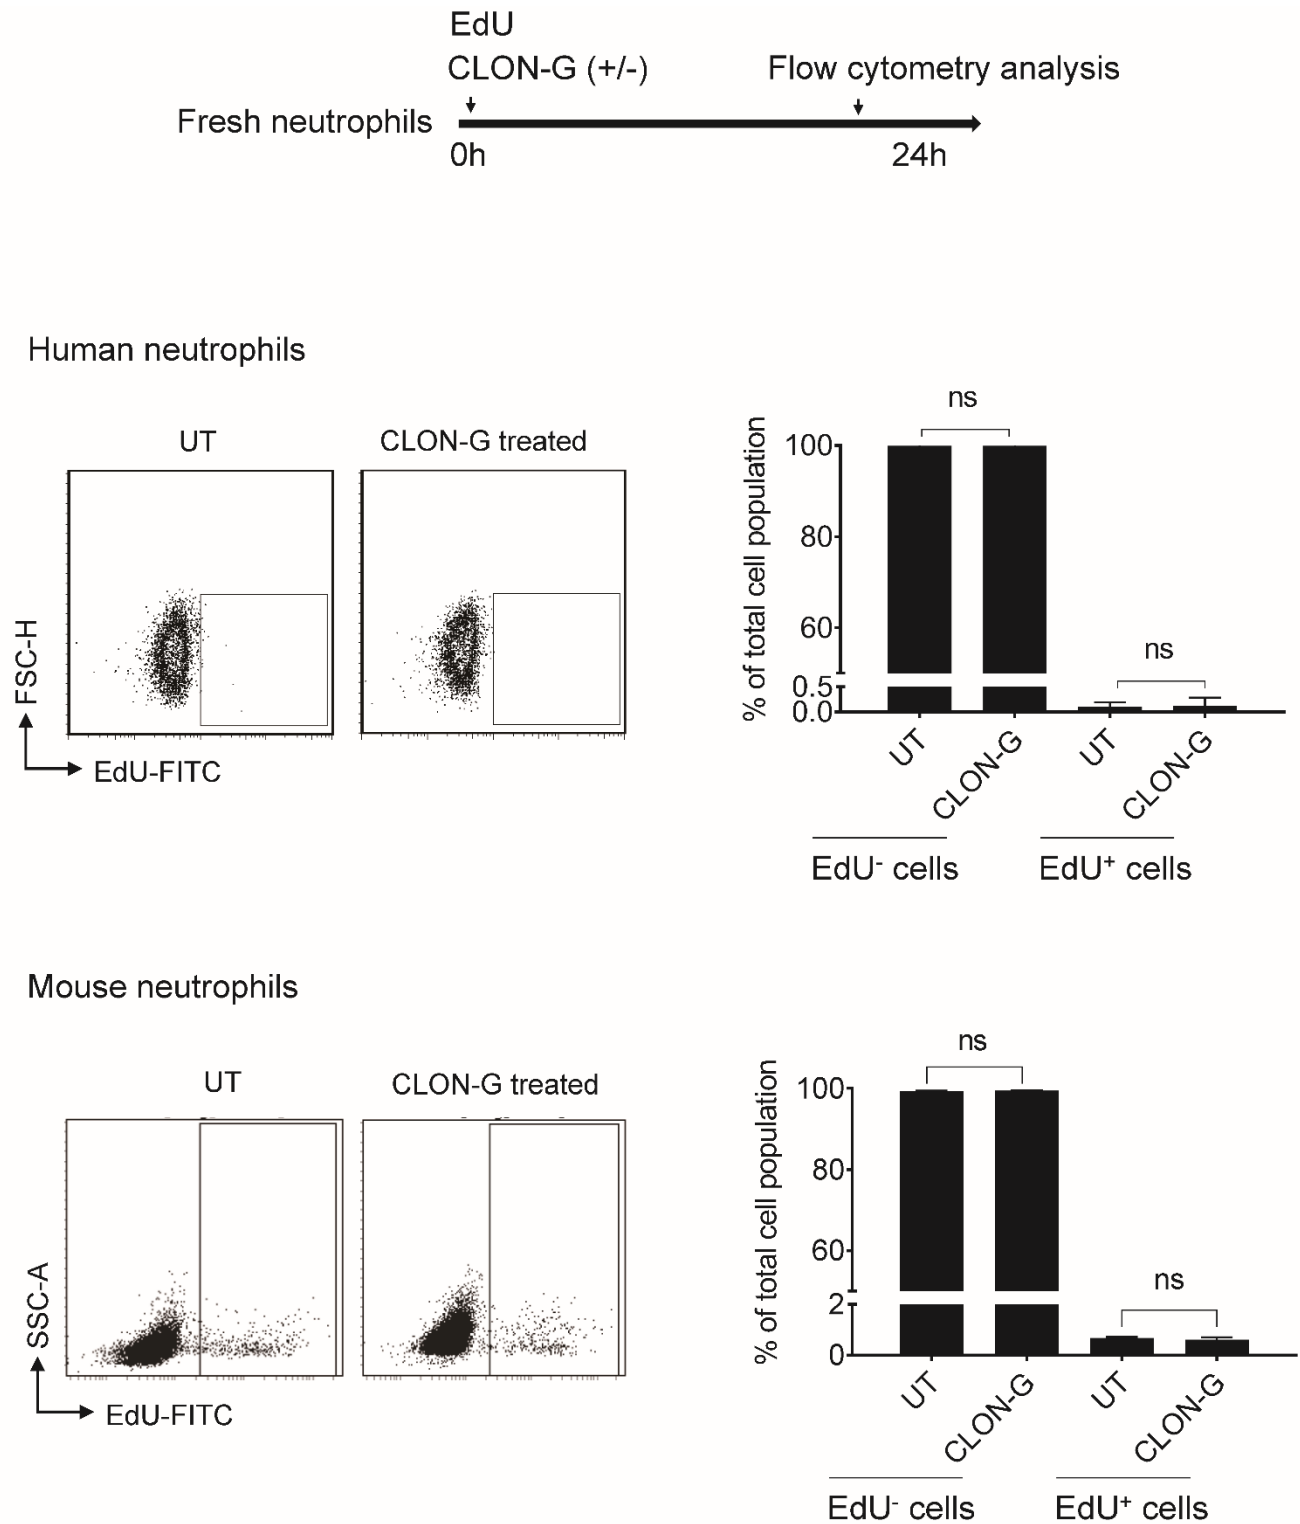 EdU
CLON-G (+/-)
Flow cytometry analysis
Fresh neutrophils
0h
24h
Human neutrophils
UT
CLON-G treated
FSC-H
EdU-FITC
% of total cell population
100
80
60
0.5
0.0
ns
ns
UT
CLON-G
UT
CLON-G
EdU⁻ cells
EdU⁺ cells
Mouse neutrophils
UT
CLON-G treated
SSC-A
EdU-FITC
% of total cell population
100
80
60
2
0
ns
ns
UT
CLON-G
UT
CLON-G
EdU⁻ cells
EdU⁺ cells